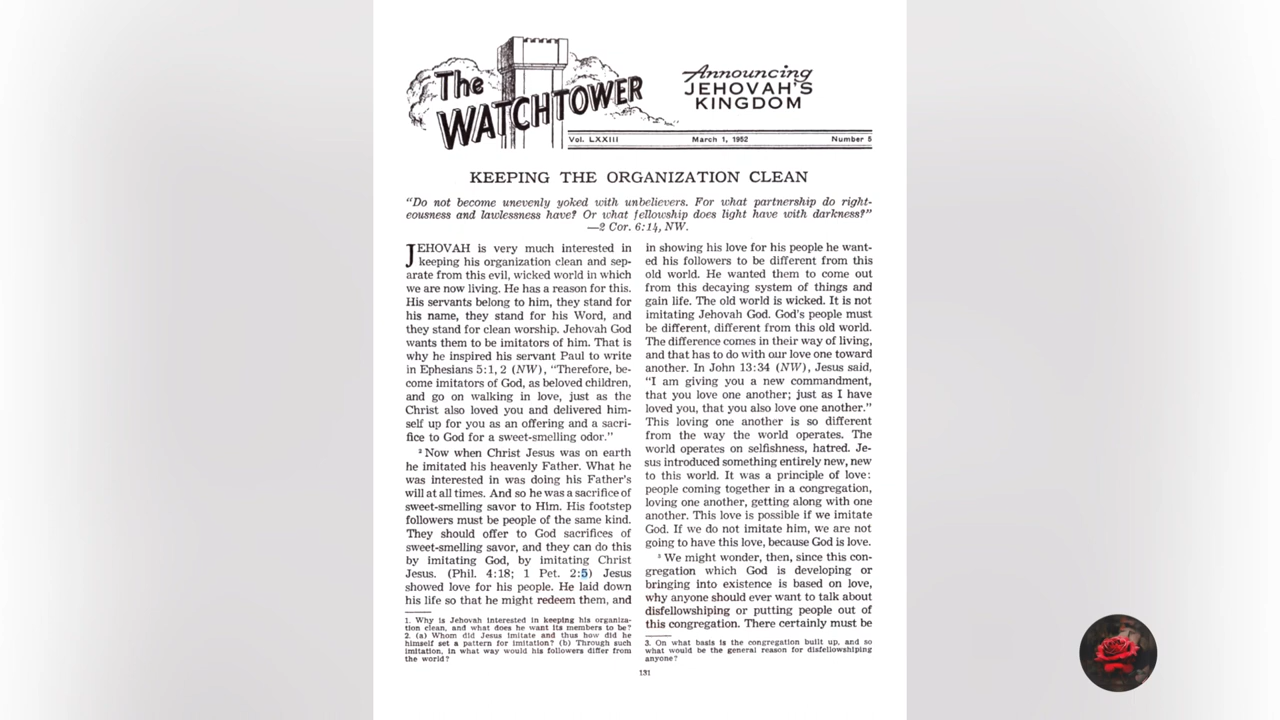 The
WATCHTOWER
Announcing
JEHOVAH'S
KINGDOM
Vol. LXXIII March 1, 1952 Number 5
KEEPING THE ORGANIZATION CLEAN
"Do not become unevenly yoked with unbelievers. For what partnership do right-
eousness and lawlessness have? Or what fellowship does light have with darkness?"
—2 Cor. 6:14, NW.
JEHOVAH is very much interested in
keeping his organization clean and sep-
arate from this evil, wicked world in which
we are now living. He has a reason for this.
His servants belong to him, they stand for
his name, they stand for his Word, and
they stand for clean worship. Jehovah God
wants them to be imitators of him. That is
why he inspired his servant Paul to write
in Ephesians 5:1, 2 (NW), "Therefore, be-
come imitators of God, as beloved children,
and go on walking in love, just as the
Christ also loved you and delivered him-
self up for you as an offering and a sacri-
fice to God for a sweet-smelling odor."
² Now when Christ Jesus was on earth
he imitated his heavenly Father. What he
was interested in was doing his Father's
will at all times. And so he was a sacrifice of
sweet-smelling savor to Him. His footstep
followers must be people of the same kind.
They should offer to God sacrifices of
sweet-smelling savor, and they can do this
by imitating God, by imitating Christ
Jesus. (Phil. 4:18; 1 Pet. 2:5) Jesus
showed love for his people. He laid down
his life so that he might redeem them, and
1. Why is Jehovah interested in keeping his organiza-
tion clean, and what does he want its members to be?
2. (a) Whom did Jesus imitate and thus how did he
himself set a pattern for imitation? (b) Through such
imitation, in what way would his followers differ from
the world?
in showing his love for his people he want-
ed his followers to be different from this
old world. He wanted them to come out
from this decaying system of things and
gain life. The old world is wicked. It is not
imitating Jehovah God. God's people must
be different, different from this old world.
The difference comes in their way of living,
and that has to do with our love one toward
another. In John 13:34 (NW), Jesus said,
"I am giving you a new commandment,
that you love one another; just as I have
loved you, that you also love one another."
This loving one another is so different
from the way the world operates. The
world operates on selfishness, hatred. Je-
sus introduced something entirely new, new
to this world. It was a principle of love:
people coming together in a congregation,
loving one another, getting along with one
another. This love is possible if we imitate
God. If we do not imitate him, we are not
going to have this love, because God is love.
³ We might wonder, then, since this con-
gregation which God is developing or
bringing into existence is based on love,
why anyone should ever want to talk about
disfellowshiping or putting people out of
this congregation. There certainly must be
3. On what basis is the congregation built up, and so
what would be the general reason for disfellowshiping
anyone?
131